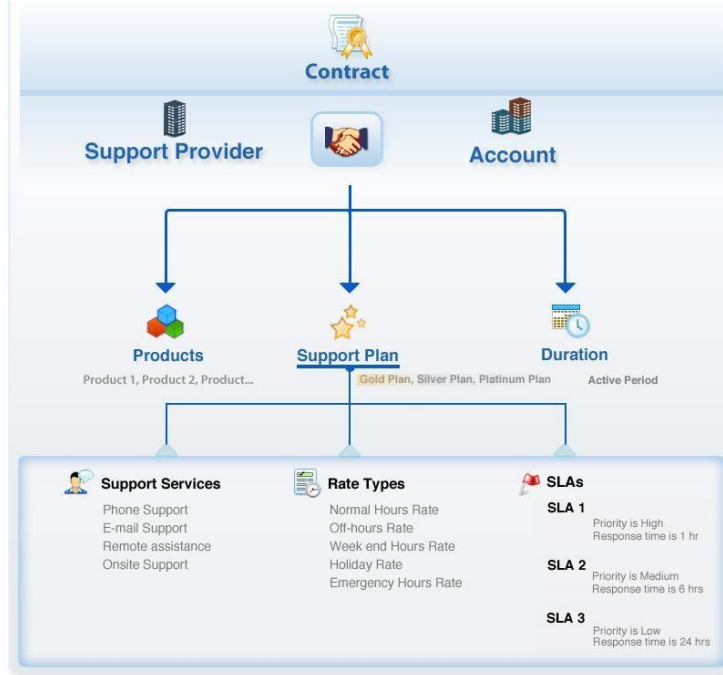 Contract
Support Provider
Account
Products
Support Plan
Duration
Product 1, Product 2, Product...
Gold Plan, Silver Plan, Platinum Plan
Active Period
Support Services
Phone Support
E-mail Support
Remote assistance
Onsite Support
Rate Types
Normal Hours Rate
Off-hours Rate
Week end Hours Rate
Holiday Rate
Emergency Hours Rate
SLAs
SLA 1
Priority is High
Response time is 1 hr
SLA 2
Priority is Medium
Response time is 6 hrs
SLA 3
Priority is Low
Response time is 24 hrs